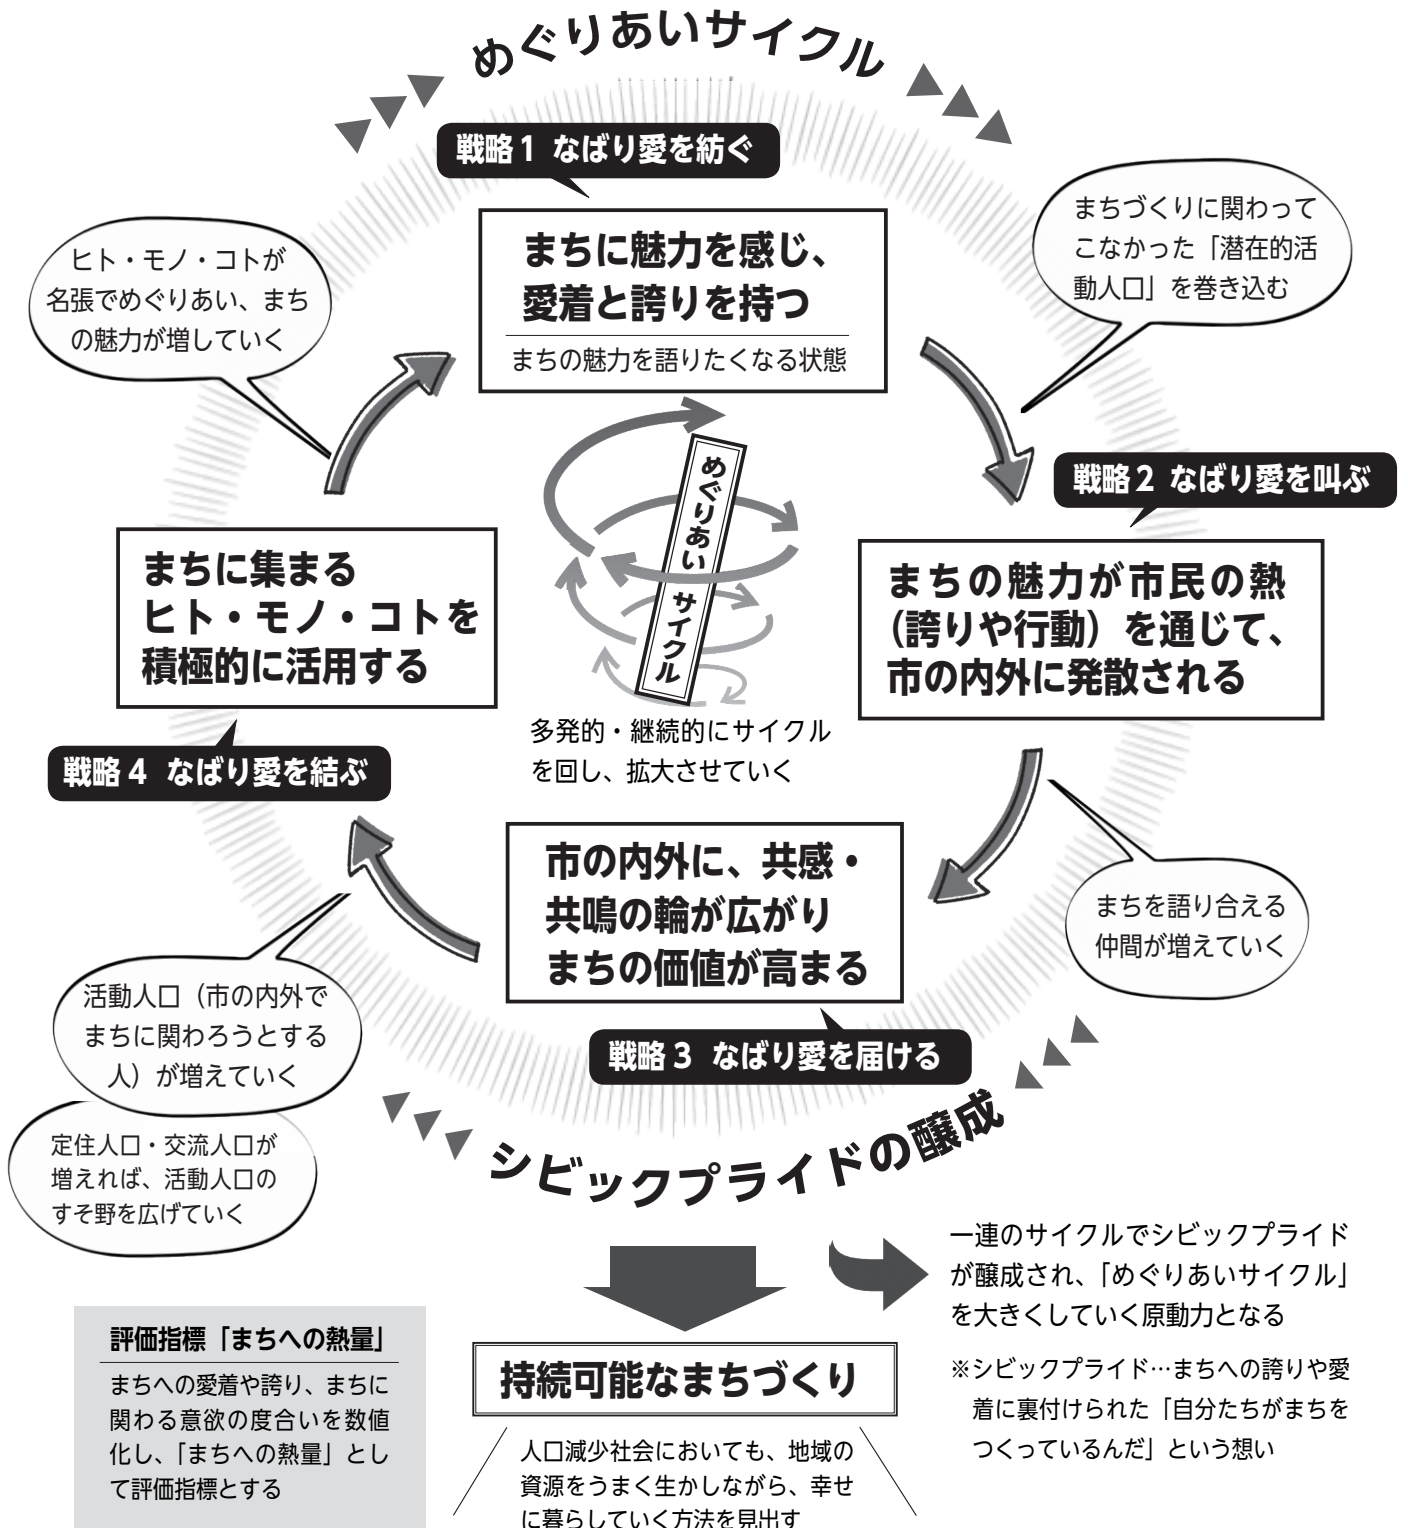 めぐりあいサイクル
戦略1 なばり愛を紡ぐ
まちに魅力を感じ、
愛着と誇りを持つ
まちの魅力を語りたくなる状態
まちづくりに関わって
こなかった「潜在的活
動人口」を巻き込む
戦略2 なばり愛を叫ぶ
まちの魅力が市民の熱
（誇りや行動）を通じて、
市の内外に発散される
まちを語り合える
仲間が増えていく
市の内外に、共感・
共鳴の輪が広がり
まちの価値が高まる
戦略3 なばり愛を届ける
活動人口（市の内外で
まちに関わろうとする
人）が増えていく
定住人口・交流人口が
増えれば、活動人口の
すそ野を広げていく
まちに集まる
ヒト・モノ・コトを
積極的に活用する
戦略4 なばり愛を結ぶ
ヒト・モノ・コトが
名張でめぐりあい、まち
の魅力が増していく
めぐりあい サイクル
多発的・継続的にサイクル
を回し、拡大させていく
シビックプライドの醸成
一連のサイクルでシビックプライド
が醸成され、「めぐりあいサイクル」
を大きくしていく原動力となる
※シビックプライド…まちへの誇りや愛
着に裏付けられた「自分たちがまちを
つくっているんだ」という想い
持続可能なまちづくり
人口減少社会においても、地域の
資源をうまく生かしながら、幸せ
に暮らしていく方法を見出す
評価指標「まちへの熱量」
まちへの愛着や誇り、まちに
関わる意欲の度合いを数値
化し、「まちへの熱量」とし
て評価指標とする